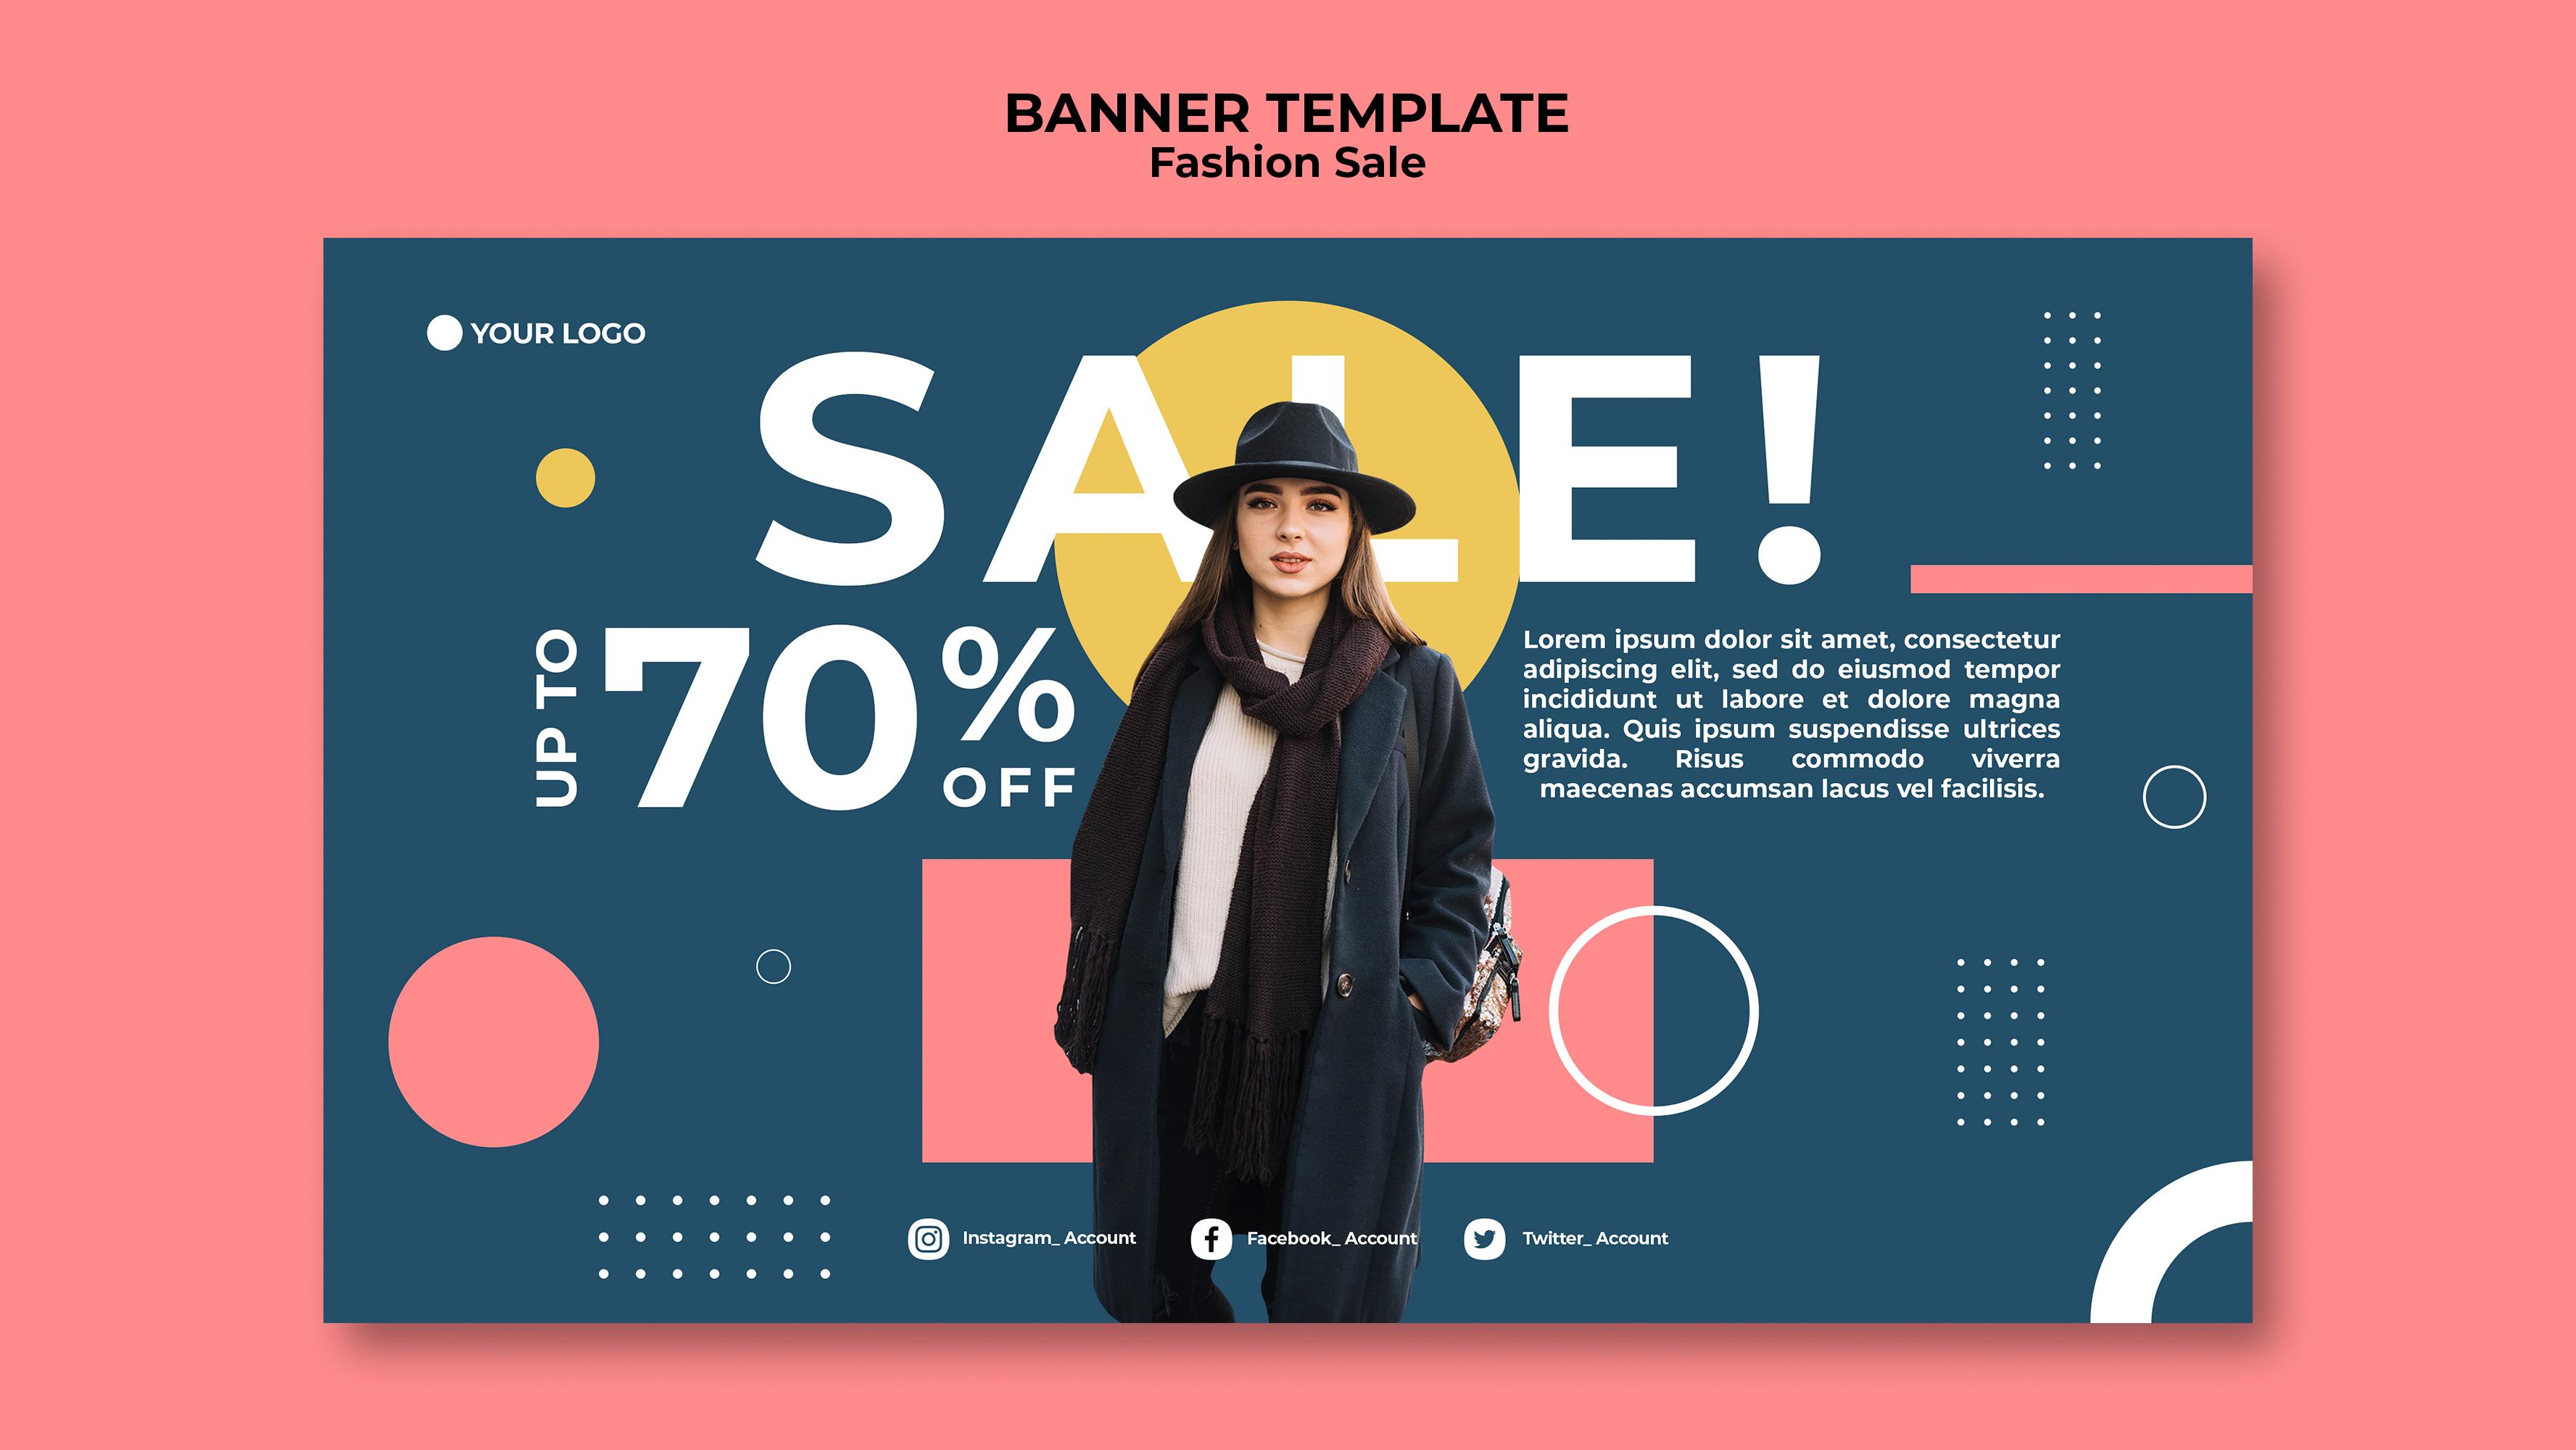 BANNER TEMPLATE
Fashion Sale
YOUR LOGO
SALE!
UP TO
70%
OFF
Lorem ipsum dolor sit amet, consectetur
adipiscing elit, sed do eiusmod tempor
incididunt ut labore et dolore magna
aliqua. Quis ipsum suspendisse ultrices
gravida. Risus commodo viverra
maecenas accumsan lacus vel facilisis.
Instagram_ Account
Facebook_ Account
Twitter_ Account